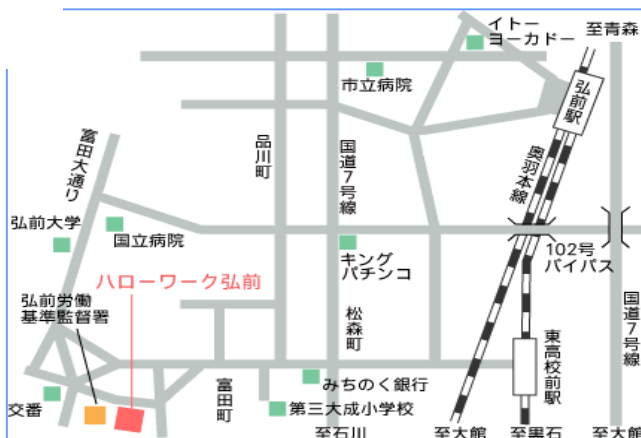 イトー
ヨーカドー
至青森
市立病院
弘前駅
富田大通り
品川町
国道7号線
奥羽本線
弘前大学
国立病院
キング
パチンコ
102号
バイパス
ハローワーク弘前
弘前労働
基準監督署
松森町
国道7号線
東高校前駅
富田町
みちのく銀行
交番
第三大成小学校
至石川
至大館
至黒石
至大館